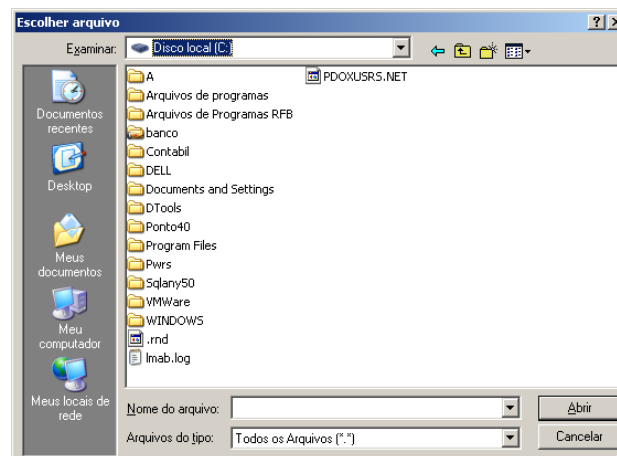 Escolher arquivo
Examinar:
Disco local (C:)
Documentos
recentes
Desktop
Meus
documentos
Meu
computador
Meus locais de
rede
A
Arquivos de programas
Arquivos de Programas RFB
banco
Contabil
DELL
Documents and Settings
DTools
Ponto40
Program Files
Pwrs
Sqlany50
VMWare
WINDOWS
.rnd
lmab.log
PDOXUSRS.NET
Nome do arquivo:
Abrir
Arquivos do tipo:
Todos os Arquivos (*.*)
Cancelar